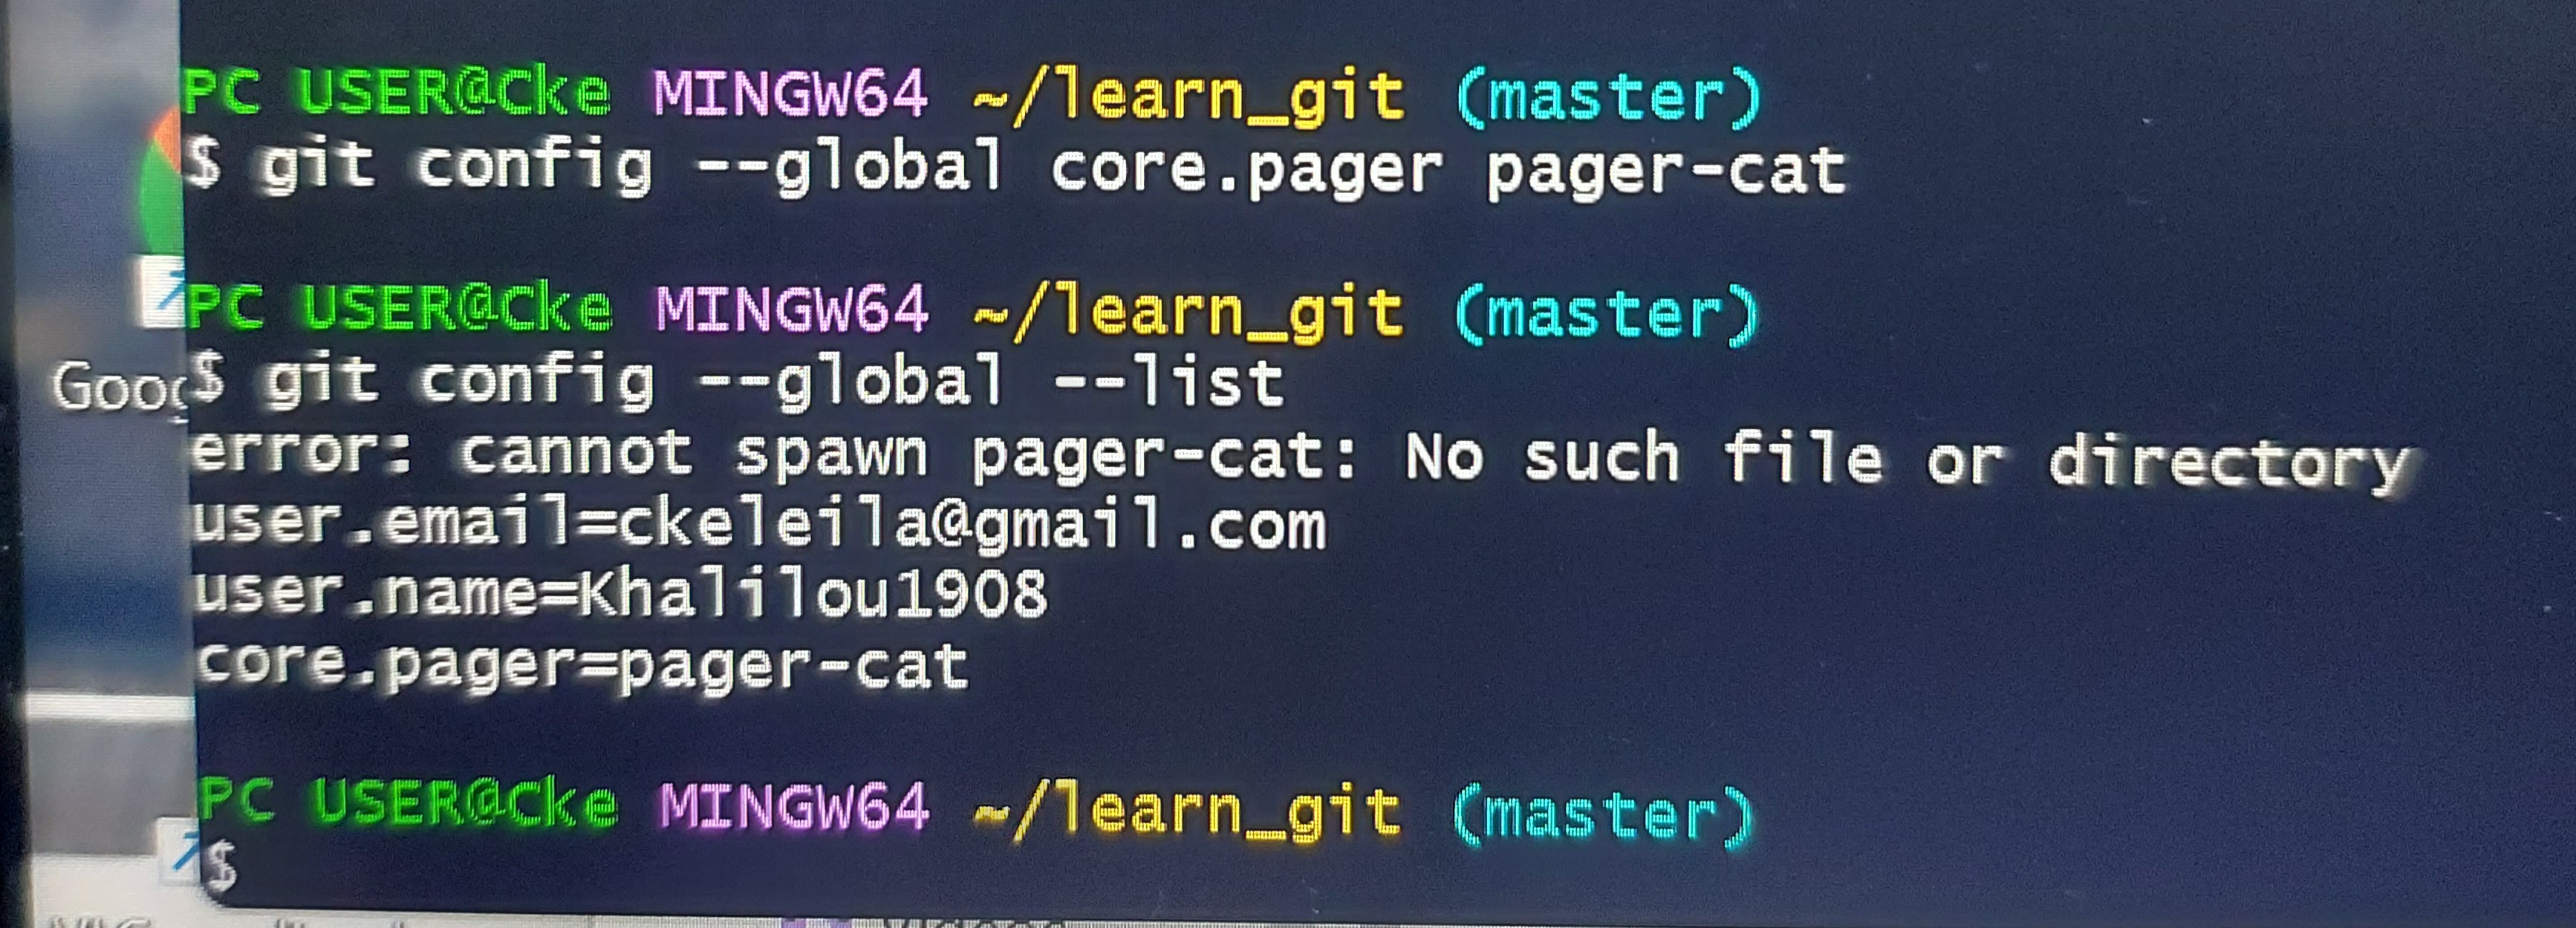 PC USER@Cke MINGW64 ~/learn_git (master)
$ git config --global core.pager pager-cat
PC USER@Cke MINGW64 ~/learn_git (master)
$ git config --global --list
error: cannot spawn pager-cat: No such file or directory
user.email=ckeleila@gmail.com
user.name=Khalilou1908
core.pager=pager-cat
PC USER@Cke MINGW64 ~/learn_git (master)
$
Goog